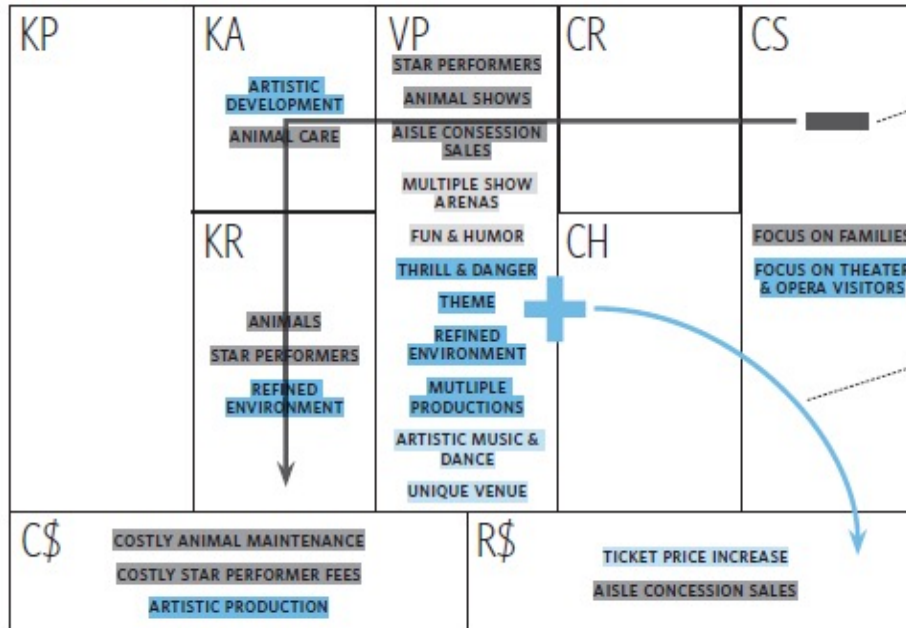 KP
KA
ARTISTIC
DEVELOPMENT
ANIMAL CARE
KR
ANIMALS
STAR PERFORMERS
REFINED
ENVIRONMENT
VP
STAR PERFORMERS
ANIMAL SHOWS
AISLE CONSESSION
SALES
MULTIPLE SHOW
ARENAS
FUN & HUMOR
THRILL & DANGER
THEME
REFINED
ENVIRONMENT
MUTLIPLE
PRODUCTIONS
ARTISTIC MUSIC &
DANCE
UNIQUE VENUE
CR
CH
CS
FOCUS ON FAMILIES
FOCUS ON THEATER
& OPERA VISITORS
C$
COSTLY ANIMAL MAINTENANCE
COSTLY STAR PERFORMER FEES
ARTISTIC PRODUCTION
R$
TICKET PRICE INCREASE
AISLE CONCESSION SALES